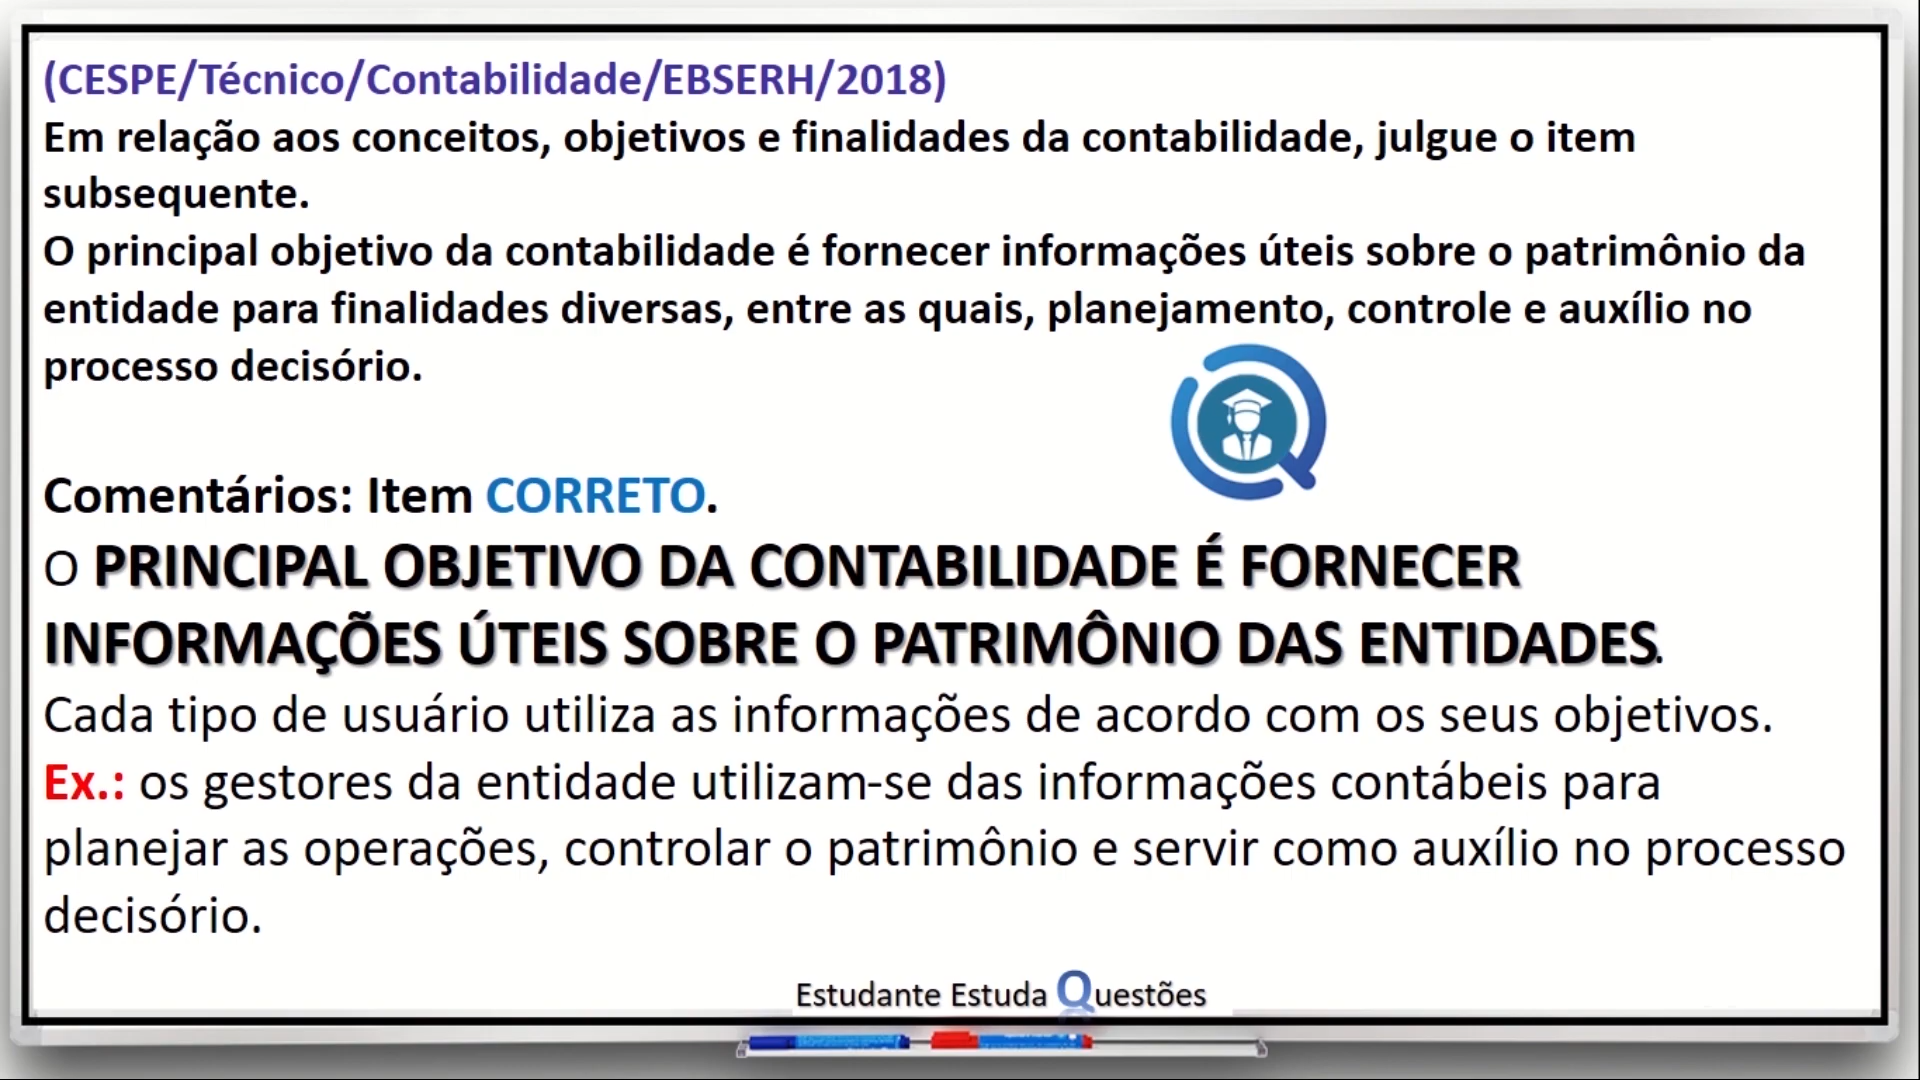 (CESPE/Técnico/Contabilidade/EBSERH/2018)
Em relação aos conceitos, objetivos e finalidades da contabilidade, julgue o item
subsequente.
O principal objetivo da contabilidade é fornecer informações úteis sobre o patrimônio da
entidade para finalidades diversas, entre as quais, planejamento, controle e auxílio no
processo decisório.
Comentários: Item CORRETO.
O PRINCIPAL OBJETIVO DA CONTABILIDADE É FORNECER
INFORMAÇÕES ÚTEIS SOBRE O PATRIMÔNIO DAS ENTIDADES.
Cada tipo de usuário utiliza as informações de acordo com os seus objetivos.
Ex.: os gestores da entidade utilizam-se das informações contábeis para
planejar as operações, controlar o patrimônio e servir como auxílio no processo
decisório.
Estudante Estuda Questões